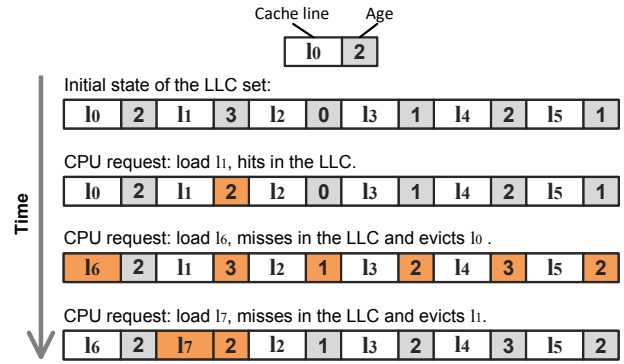 Cache line Age
l0 2
Initial state of the LLC set:
l0 2 l1 3 l2 0 l3 1 l4 2 l5 1
CPU request: load l1, hits in the LLC.
l0 2 l1 2 l2 0 l3 1 l4 2 l5 1
CPU request: load l6, misses in the LLC and evicts l0 .
l6 2 l1 3 l2 1 l3 2 l4 3 l5 2
CPU request: load l7, misses in the LLC and evicts l1.
l6 2 l7 2 l2 1 l3 2 l4 3 l5 2
Time